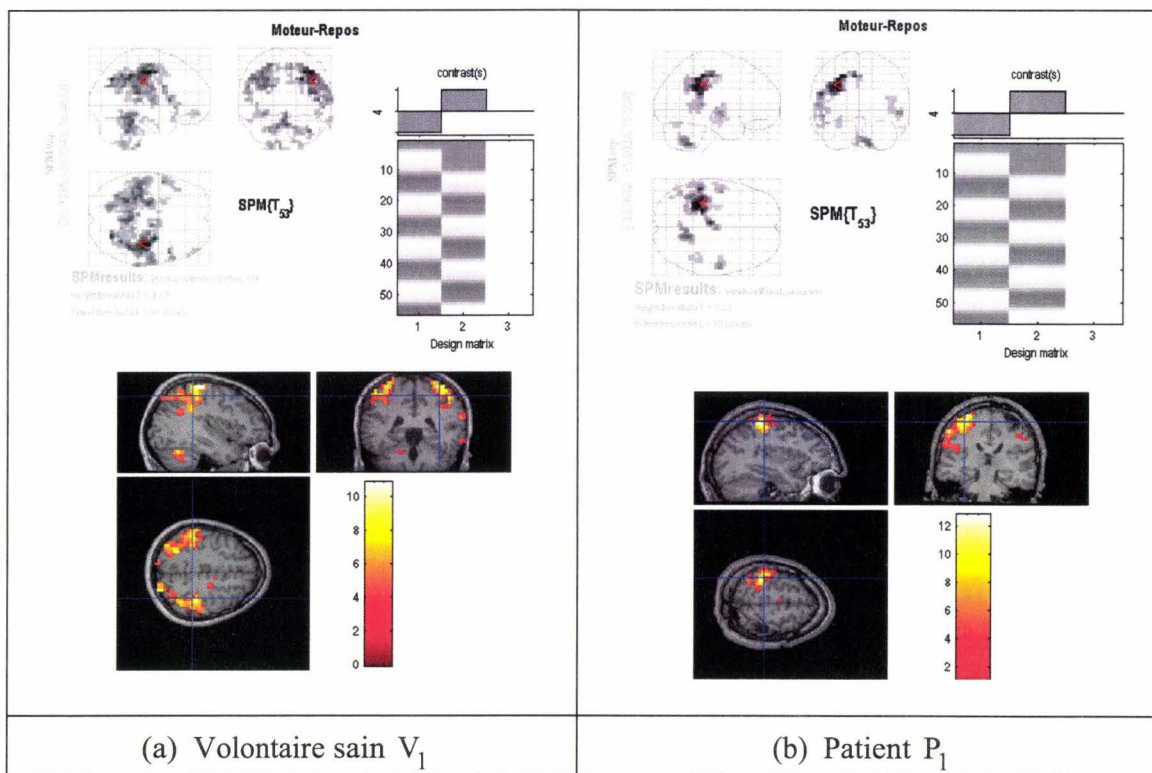 Moteur-Repos
contrast(s)
4
10
20
30
40
50
1 2 3
Design matrix
SPM{T53}
SPMresults:
10
8
6
4
2
0
(a) Volontaire sain V1
Moteur-Repos
contrast(s)
4
10
20
30
40
50
1 2 3
Design matrix
SPM{T53}
SPMresults:
12
10
8
6
4
2
(b) Patient P1